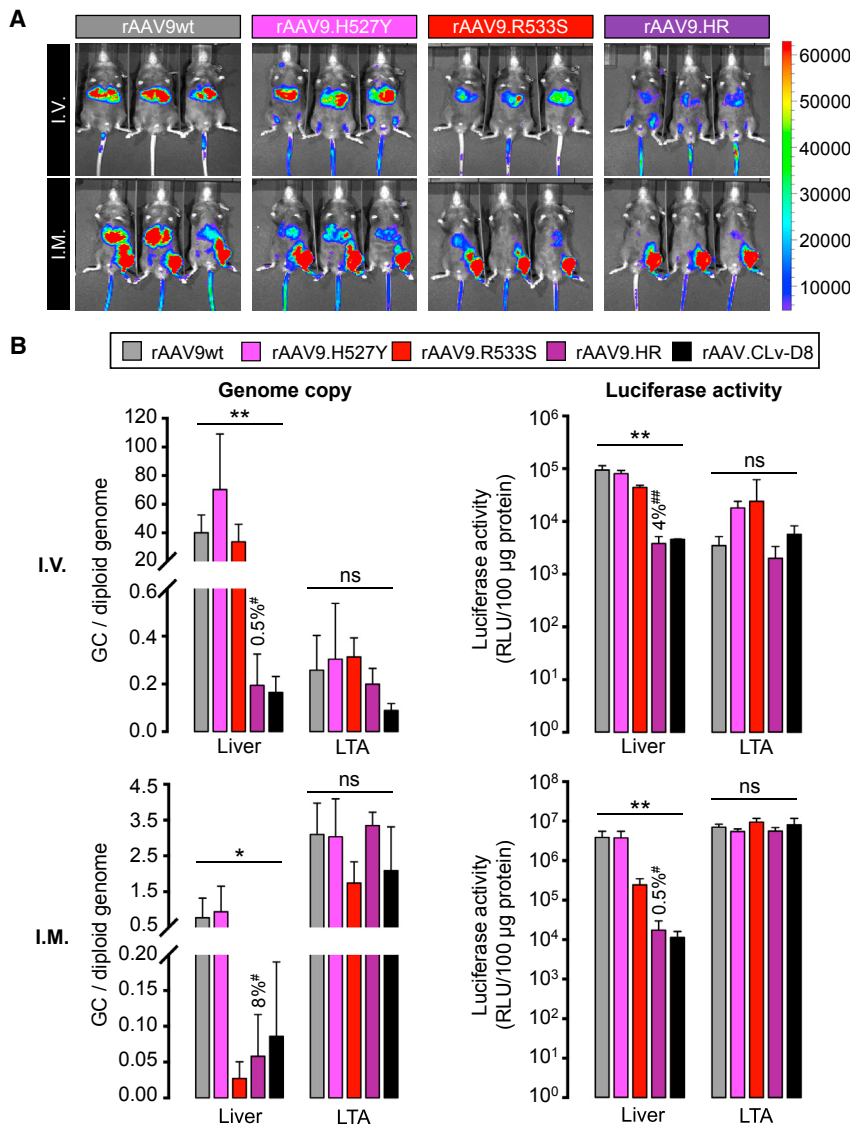 A
rAAV9wt rAAV9.H527Y rAAV9.R533S rAAV9.HR
I.V.
I.M.
60000
50000
40000
30000
20000
10000
B
rAAV9wt rAAV9.H527Y rAAV9.R533S rAAV9.HR rAAV.CLv-D8
Genome copy Luciferase activity
I.V.
GC / diploid genome
120
100
80
60
40
20
0.6
0.4
0.2
0.0
**
0.5%#
ns
Liver LTA
Luciferase activity
(RLU/100 µg protein)
10⁶
10⁵
10⁴
10³
10²
10¹
10⁰
**
4%##
ns
Liver LTA
I.M.
GC / diploid genome
4.5
3.5
2.5
1.5
0.5
0.20
0.15
0.10
0.05
0.00
*
8%#
ns
Liver LTA
Luciferase activity
(RLU/100 µg protein)
10⁸
10⁷
10⁶
10⁵
10⁴
10³
10²
10¹
10⁰
**
0.5%#
ns
Liver LTA